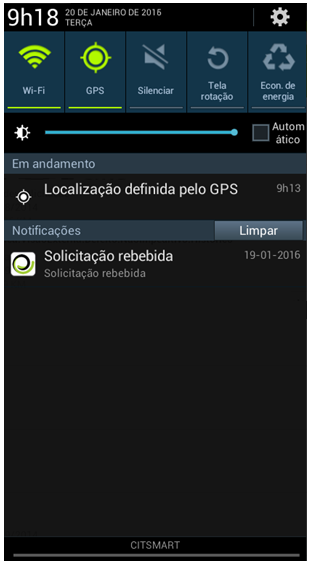 9h18 20 DE JANEIRO DE 2016
TERÇA
Wi-Fi GPS Silenciar Tela rotação Econ. de energia
Autom ático
Em andamento
Localização definida pelo GPS 9h13
Notificações Limpar
Solicitação rebebida 19-01-2016
Solicitação rebebida
CITSMART